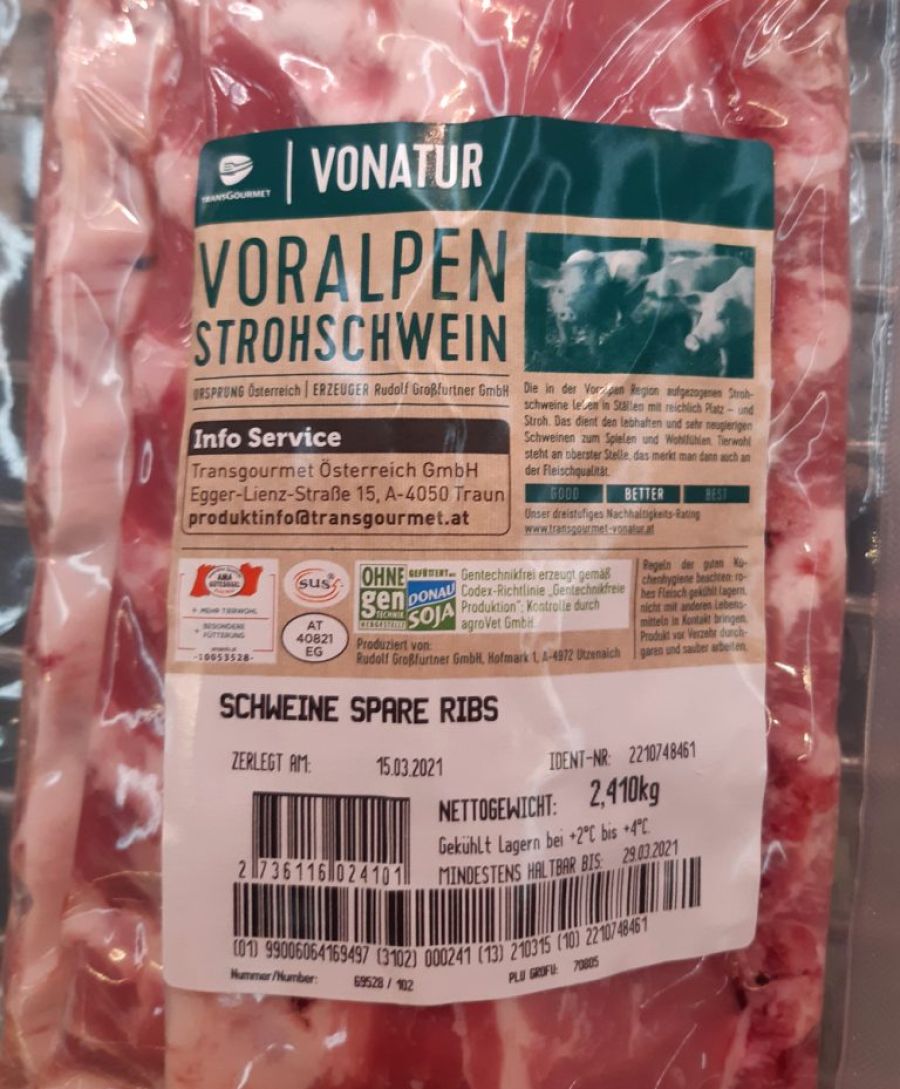 TRANSGOURMET
VONATUR
VORALPEN
STROHSCHWEIN
URSPRUNG Österreich | ERZEUGER Rudolf Großfurtner GmbH
Info Service
Transgourmet Österreich GmbH
Egger-Lienz-Straße 15, A-4050 Traun
produktinfo@transgourmet.at
Die in der Voralpen Region aufgezogenen Stroh-
schweine leben in Ställen mit reichlich Platz – und
Stroh. Das dient den lebhaften und sehr neugierigen
Schweinen zum Spielen und Wohlfühlen. Tierwohl
steht an oberster Stelle, das merkt man dann auch an
der Fleischqualität.
GOOD BETTER BEST
Unser dreistufiges Nachhaltigkeits-Rating
www.transgourmet-vonatur.at
AMA
GÜTESIEGEL
+ MEHR TIERWOHL
+ BESONDERE
FÜTTERUNG
-10053528-
sus
AT
40821
EG
OHNE
gen
TECHNIK
HERGESTELLT
GEFÜTTERT
DONAU
SOJA
Gentechnikfrei erzeugt gemäß
Codex-Richtlinie „Gentechnikfreie
Produktion"; Kontrolle durch
agroVet GmbH
Produziert von:
Rudolf Großfurtner GmbH, Hofmark 1, A-4972 Utzenaich
Regeln der guten Kü-
chenhygiene beachten: ro-
hes Fleisch gekühlt lagern,
nicht mit anderen Lebens-
mitteln in Kontakt bringen.
Produkt vor Verzehr durch-
garen und sauber arbeiten.
SCHWEINE SPARE RIBS
ZERLEGT AM: 15.03.2021 IDENT-NR: 2210748461
NETTOGEWICHT: 2,410kg
Gekühlt Lagern bei +2°C bis +4°C
MINDESTENS HALTBAR BIS: 29.03.2021
2 736116 024101
(01) 99006064169497 (3102) 000241 (13) 210315 (10) 2210748461
Nummer/Number: 69528 / 102 PLU GROFU: 70805